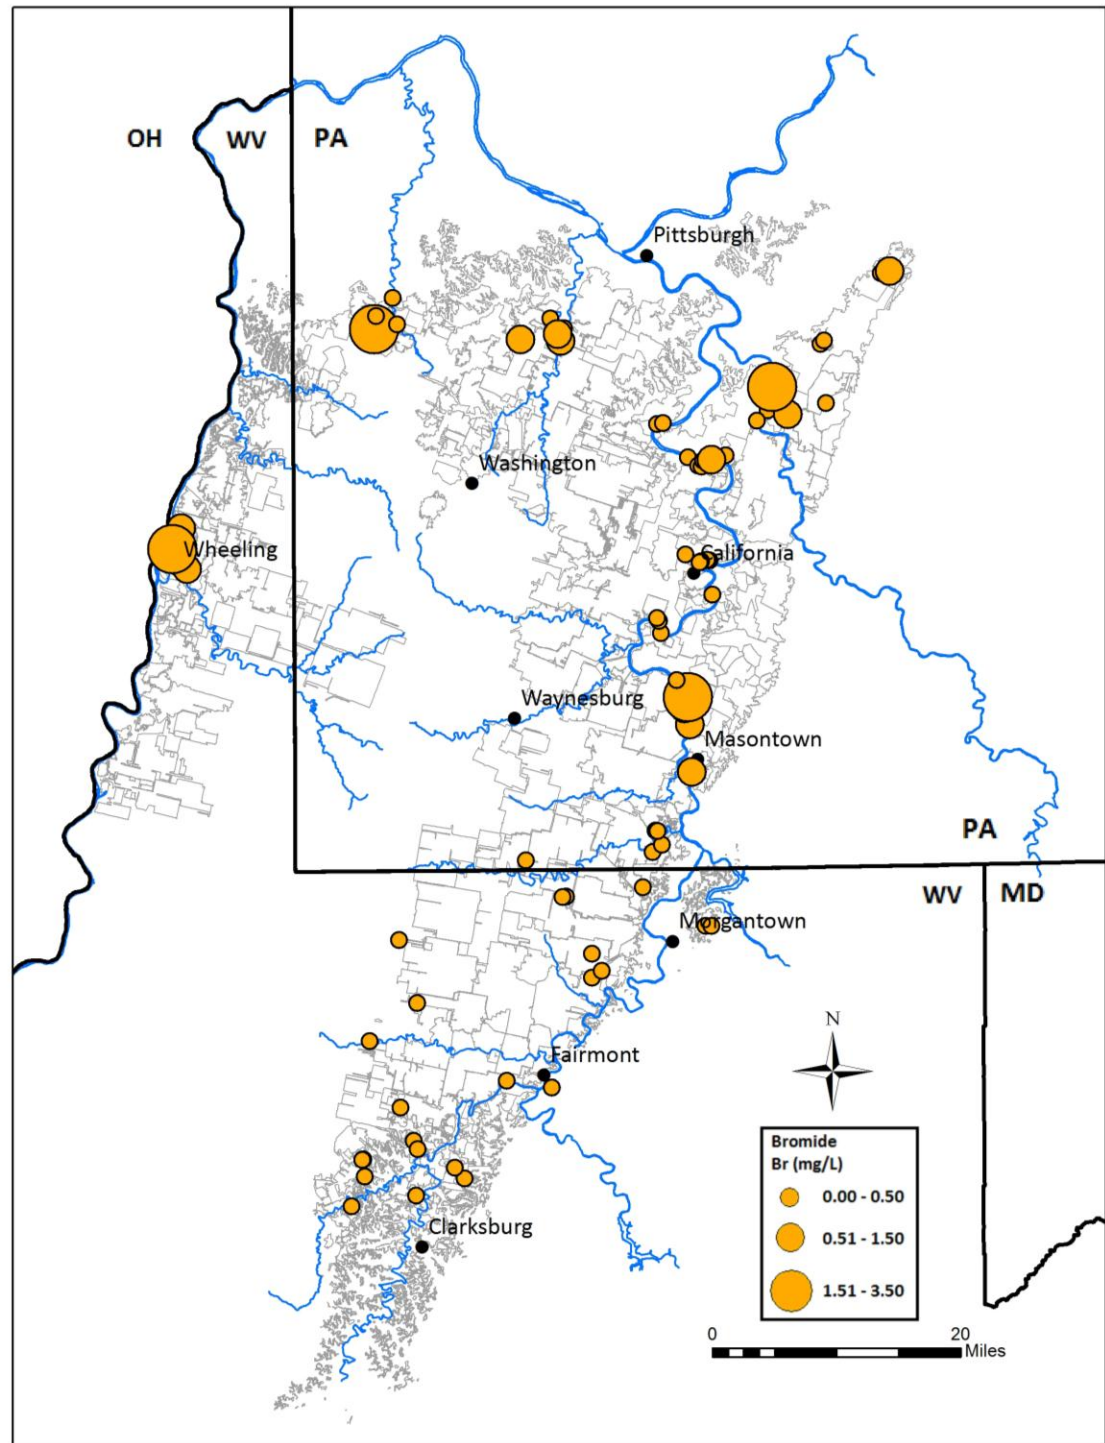 OH
WV
PA
Pittsburgh
Washington
Wheeling
California
Waynesburg
Masontown
PA
WV
MD
Morgantown
Fairmont
N
Bromide
Br (mg/L)
0.00 - 0.50
0.51 - 1.50
1.51 - 3.50
Clarksburg
0 20
Miles